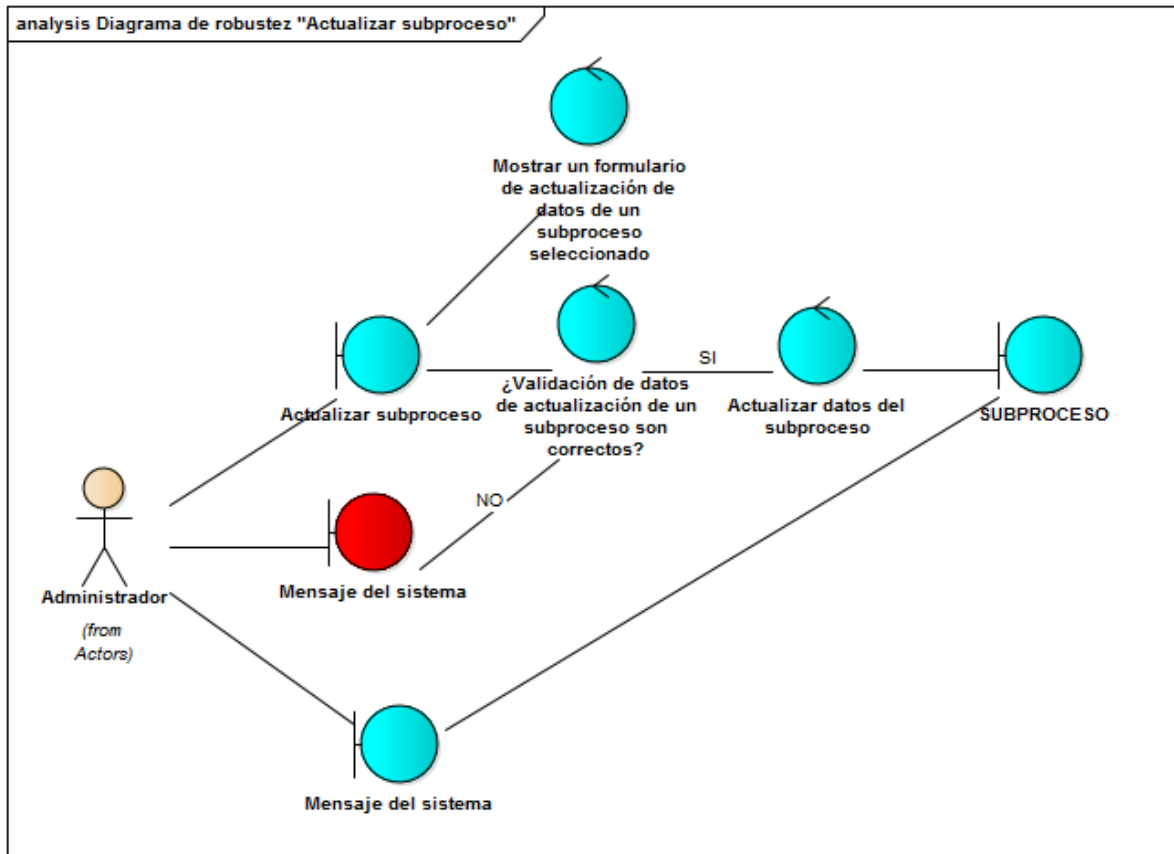 analysis Diagrama de robustez "Actualizar subproceso"
Mostrar un formulario
de actualización de
datos de un
subproceso
seleccionado
Actualizar subproceso
¿Validación de datos
de actualización de un
subproceso son
correctos?
SI
Actualizar datos del
subproceso
SUBPROCESO
NO
Mensaje del sistema
Administrador
(from
Actors)
Mensaje del sistema